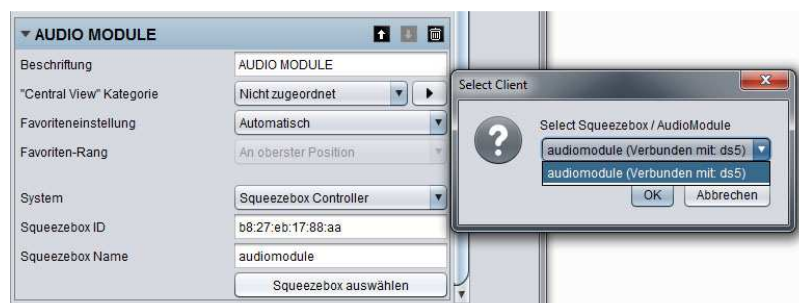 AUDIO MODULE
Beschriftung
AUDIO MODULE
"Central View" Kategorie
Nicht zugeordnet
Favoriteneinstellung
Automatisch
Favoriten-Rang
An oberster Position
System
Squeezebox Controller
Squeezebox ID
b8:27:eb:17:88:aa
Squeezebox Name
audiomodule
Squeezebox auswählen
Select Client
Select Squeezebox / AudioModule
audiomodule (Verbunden mit: ds5)
audiomodule (Verbunden mit: ds5)
OK
Abbrechen